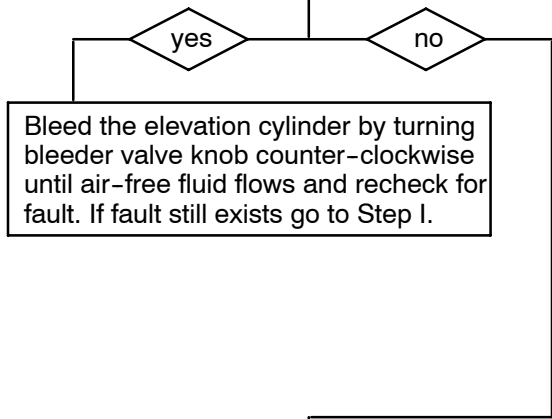 yes
no
Bleed the elevation cylinder by turning
bleeder valve knob counter-clockwise
until air-free fluid flows and recheck for
fault. If fault still exists go to Step I.